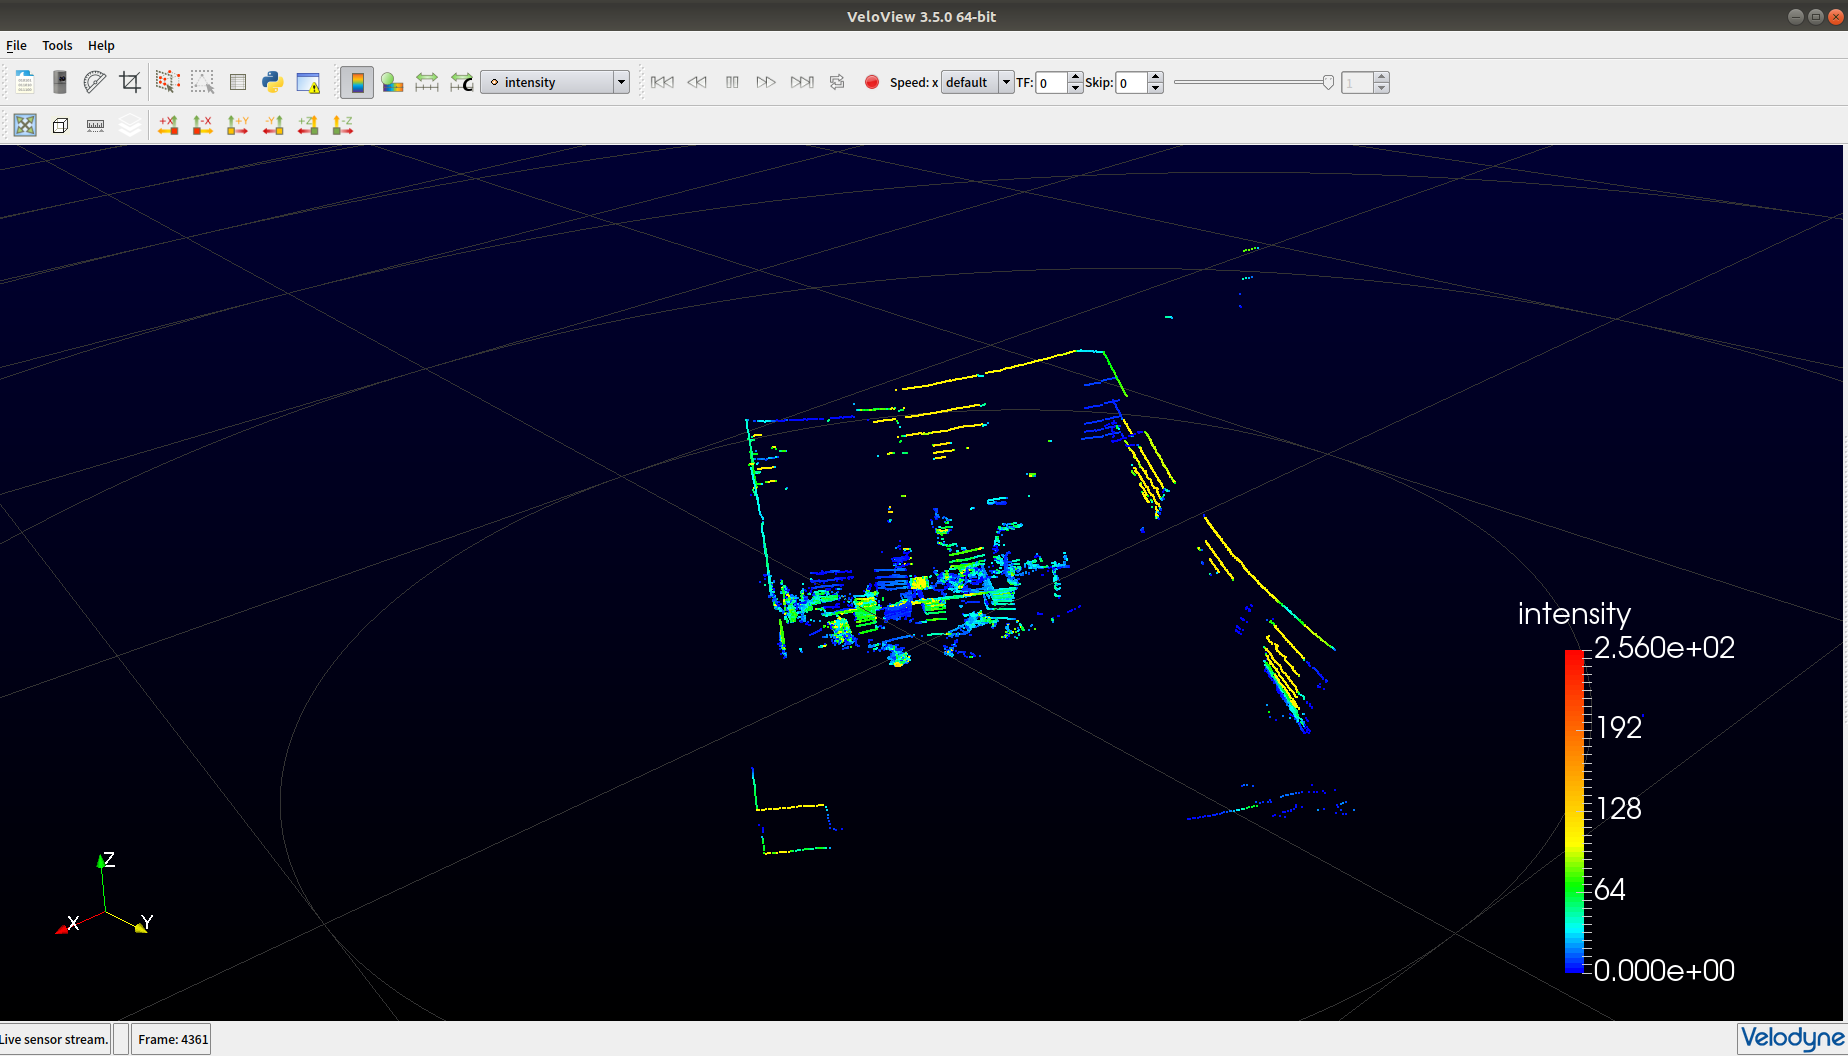 VeloView 3.5.0 64-bit
File Tools Help
intensity Speed: x default TF: 0 Skip: 0 1
+X -X +Y -Y +Z -Z
intensity
2.560e+02
192
128
64
0.000e+00
Z
X Y
Live sensor stream. Frame: 4361 Velodyne